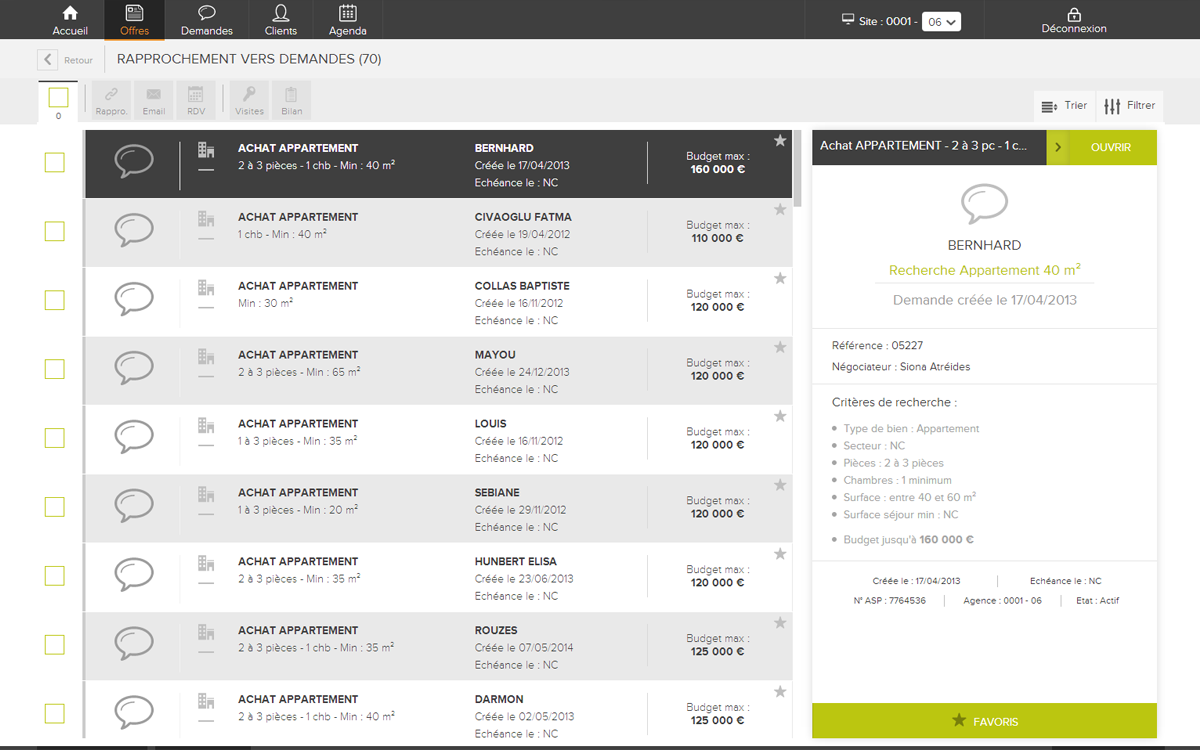 Accueil
Offres
Demandes
Clients
Agenda
Site : 0001 - 06
Déconnexion
Retour
RAPPROCHEMENT VERS DEMANDES (70)
0
Rappro.
Email
RDV
Visites
Bilan
Trier
Filtrer
ACHAT APPARTEMENT
2 à 3 pièces - 1 chb - Min : 40 m²
BERNHARD
Créée le 17/04/2013
Echéance le : NC
Budget max :
160 000 €
ACHAT APPARTEMENT
1 chb - Min : 40 m²
CIVAOGLU FATMA
Créée le 19/04/2012
Echéance le : NC
Budget max :
110 000 €
ACHAT APPARTEMENT
Min : 30 m²
COLLAS BAPTISTE
Créée le 16/11/2012
Echéance le : NC
Budget max :
120 000 €
ACHAT APPARTEMENT
2 à 3 pièces - Min : 65 m²
MAYOU
Créée le 24/12/2013
Echéance le : NC
Budget max :
120 000 €
ACHAT APPARTEMENT
1 à 3 pièces - Min : 35 m²
LOUIS
Créée le 16/11/2012
Echéance le : NC
Budget max :
120 000 €
ACHAT APPARTEMENT
1 à 3 pièces - Min : 20 m²
SEBIANE
Créée le 29/11/2012
Echéance le : NC
Budget max :
120 000 €
ACHAT APPARTEMENT
2 à 3 pièces - Min : 35 m²
HUNBERT ELISA
Créée le 23/06/2013
Echéance le : NC
Budget max :
120 000 €
ACHAT APPARTEMENT
2 à 3 pièces - 1 chb - Min : 35 m²
ROUZES
Créée le 07/05/2014
Echéance le : NC
Budget max :
125 000 €
ACHAT APPARTEMENT
2 à 3 pièces - 1 chb - Min : 40 m²
DARMON
Créée le 02/05/2013
Echéance le : NC
Budget max :
125 000 €
Achat APPARTEMENT - 2 à 3 pc - 1 c...
OUVRIR
BERNHARD
Recherche Appartement 40 m²
Demande créée le 17/04/2013
Référence : 05227
Négociateur : Siona Atréides
Critères de recherche :
Type de bien : Appartement
Secteur : NC
Pièces : 2 à 3 pièces
Chambres : 1 minimum
Surface : entre 40 et 60 m²
Surface séjour min : NC
Budget jusqu'à 160 000 €
Créée le : 17/04/2013
Echéance le : NC
N° ASP : 7764536
Agence : 0001 - 06
Etat : Actif
FAVORIS